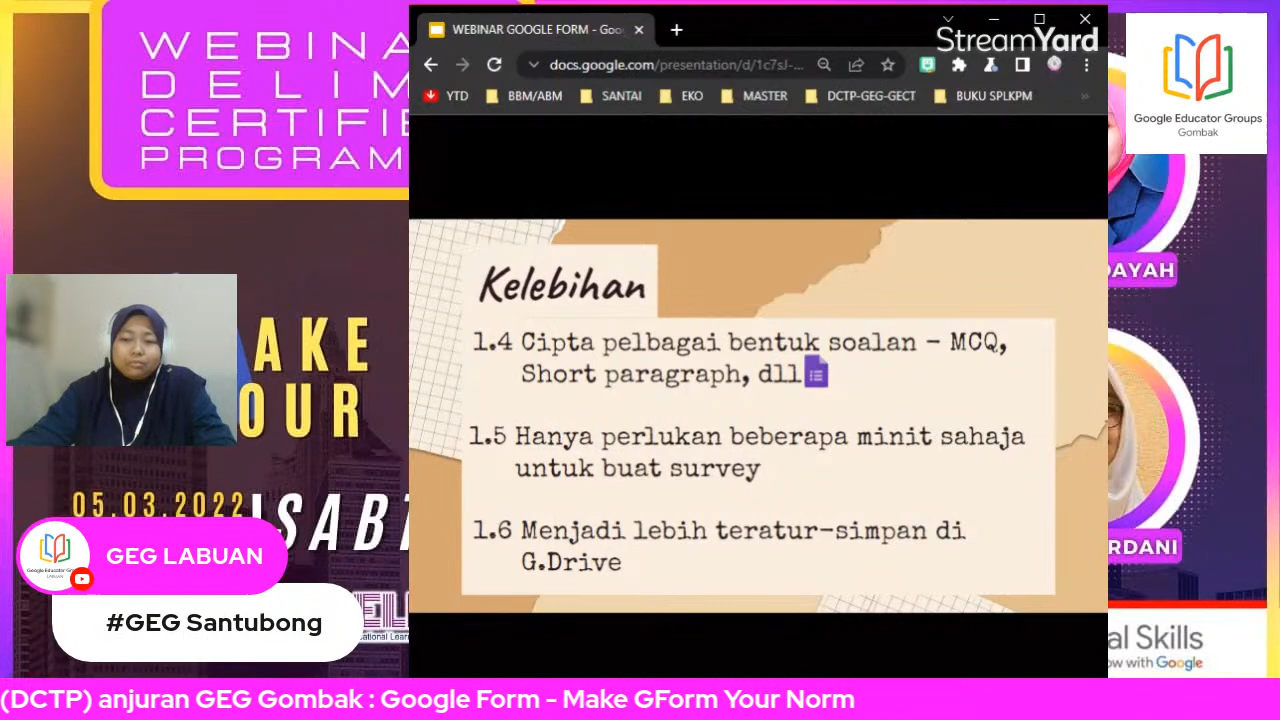 WEBINA
DELIM
CERTIFIE
PROGRAM
AKE
OUR
05.03.2022
SABT
GEG LABUAN
#GEG Santubong
WEBINAR GOOGLE FORM - Goo
StreamYard
docs.google.com/presentation/d/1c7sJ-...
YTD
BBM/ABM
SANTAI
EKO
MASTER
DCTP-GEG-GECT
BUKU SPLKPM
Kelebihan
1.4 Cipta pelbagai bentuk soalan - MCQ,
Short paragraph, dll
1.5 Hanya perlukan beberapa minit sahaja
untuk buat survey
1.6 Menjadi lebih teratur-simpan di
G.Drive
Google Educator Groups
Gombak
DAYAH
RDANI
al Skills
ow with Google
(DCTP) anjuran GEG Gombak : Google Form - Make GForm Your Norm